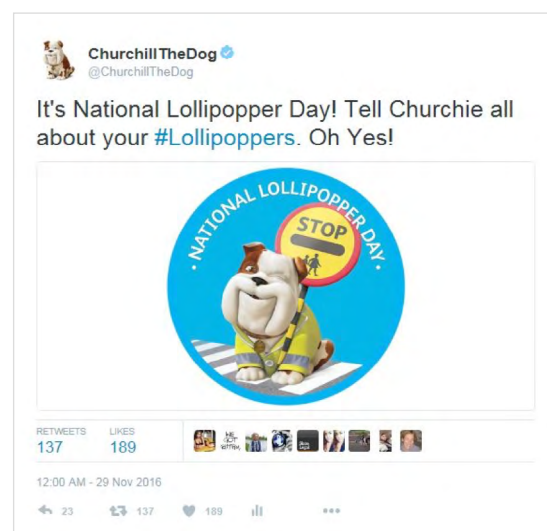 ChurchillTheDog
@ChurchillTheDog
It's National Lollipopper Day! Tell Churchie all
about your #Lollipoppers. Oh Yes!
• NATIONAL LOLLIPOPPER DAY •
STOP
RETWEETS LIKES
137 189
12:00 AM - 29 Nov 2016
23 137 189